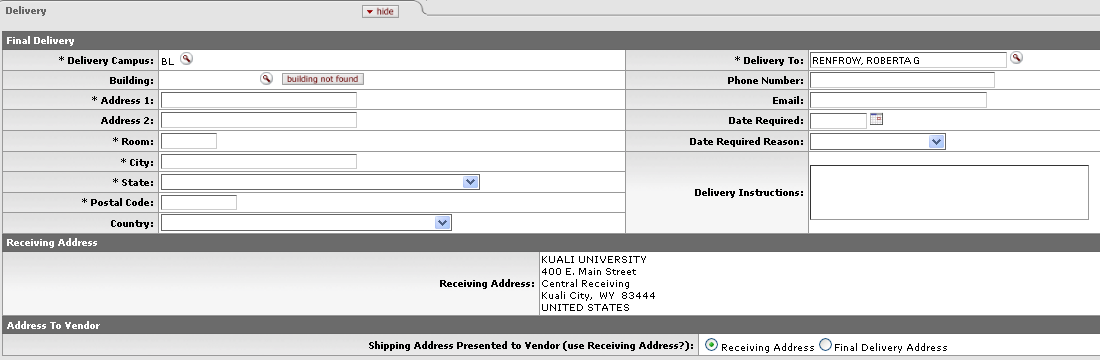 Delivery
hide
Final Delivery
* Delivery Campus: BL
* Delivery To: RENFROW, ROBERTA G
Building: building not found
Phone Number:
* Address 1:
Email:
Address 2:
Date Required:
* Room:
Date Required Reason:
* City:
* State:
Delivery Instructions:
* Postal Code:
Country:
Receiving Address
Receiving Address:
KUALI UNIVERSITY
400 E. Main Street
Central Receiving
Kuali City, WY 83444
UNITED STATES
Address To Vendor
Shipping Address Presented to Vendor (use Receiving Address?): Receiving Address Final Delivery Address